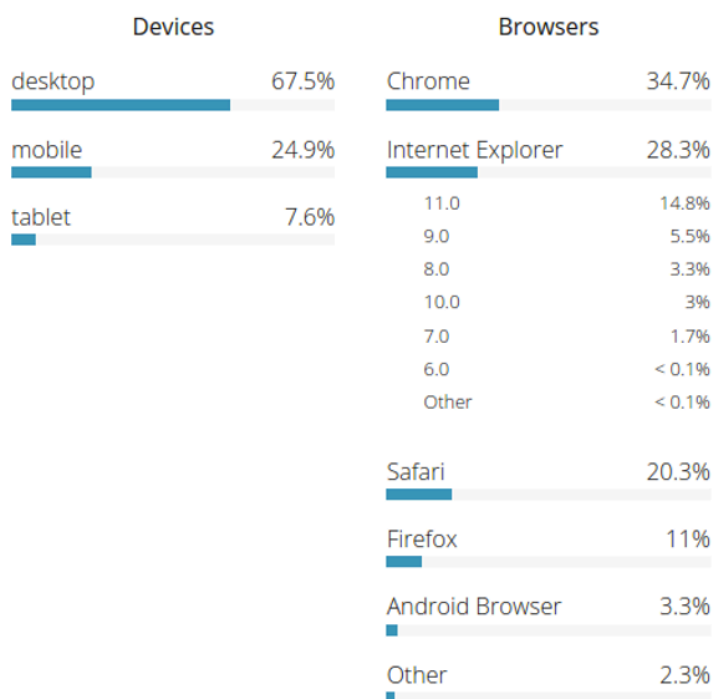 Devices
desktop 67.5%
mobile 24.9%
tablet 7.6%
Browsers
Chrome 34.7%
Internet Explorer 28.3%
11.0 14.8%
9.0 5.5%
8.0 3.3%
10.0 3%
7.0 1.7%
6.0 < 0.1%
Other < 0.1%
Safari 20.3%
Firefox 11%
Android Browser 3.3%
Other 2.3%